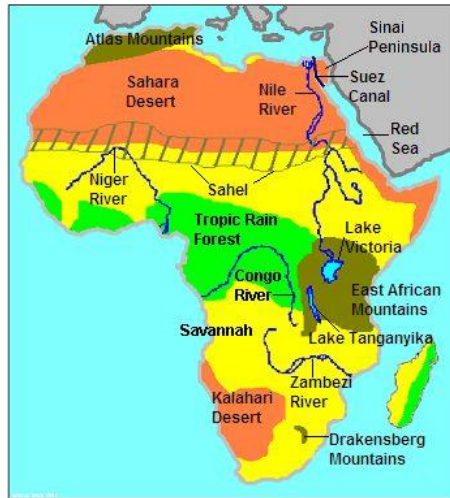 Atlas Mountains
Sinai
Peninsula
Suez
Canal
Sahara
Desert
Nile
River
Red
Sea
Niger
River
Sahel
Tropic Rain
Forest
Lake
Victoria
Congo
River
East African
Mountains
Savannah
Lake Tanganyika
Zambezi
River
Kalahari
Desert
Drakensberg
Mountains